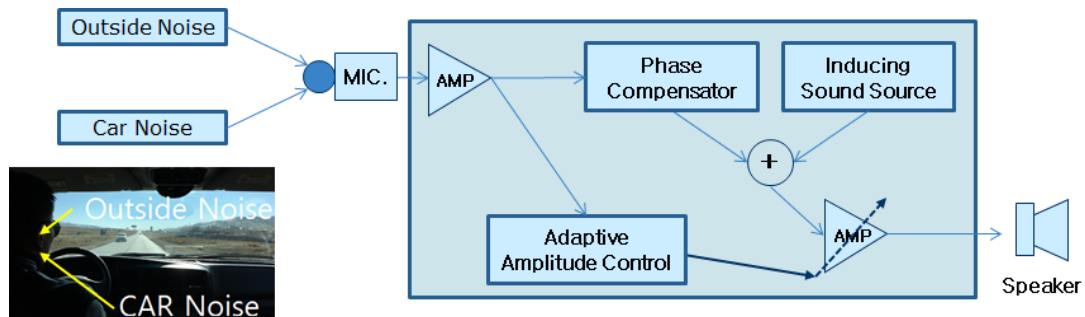 Outside Noise
Car Noise
MIC.
AMP
Phase
Compensator
Inducing
Sound Source
+
Adaptive
Amplitude Control
AMP
Speaker
Outside Noise
CAR Noise